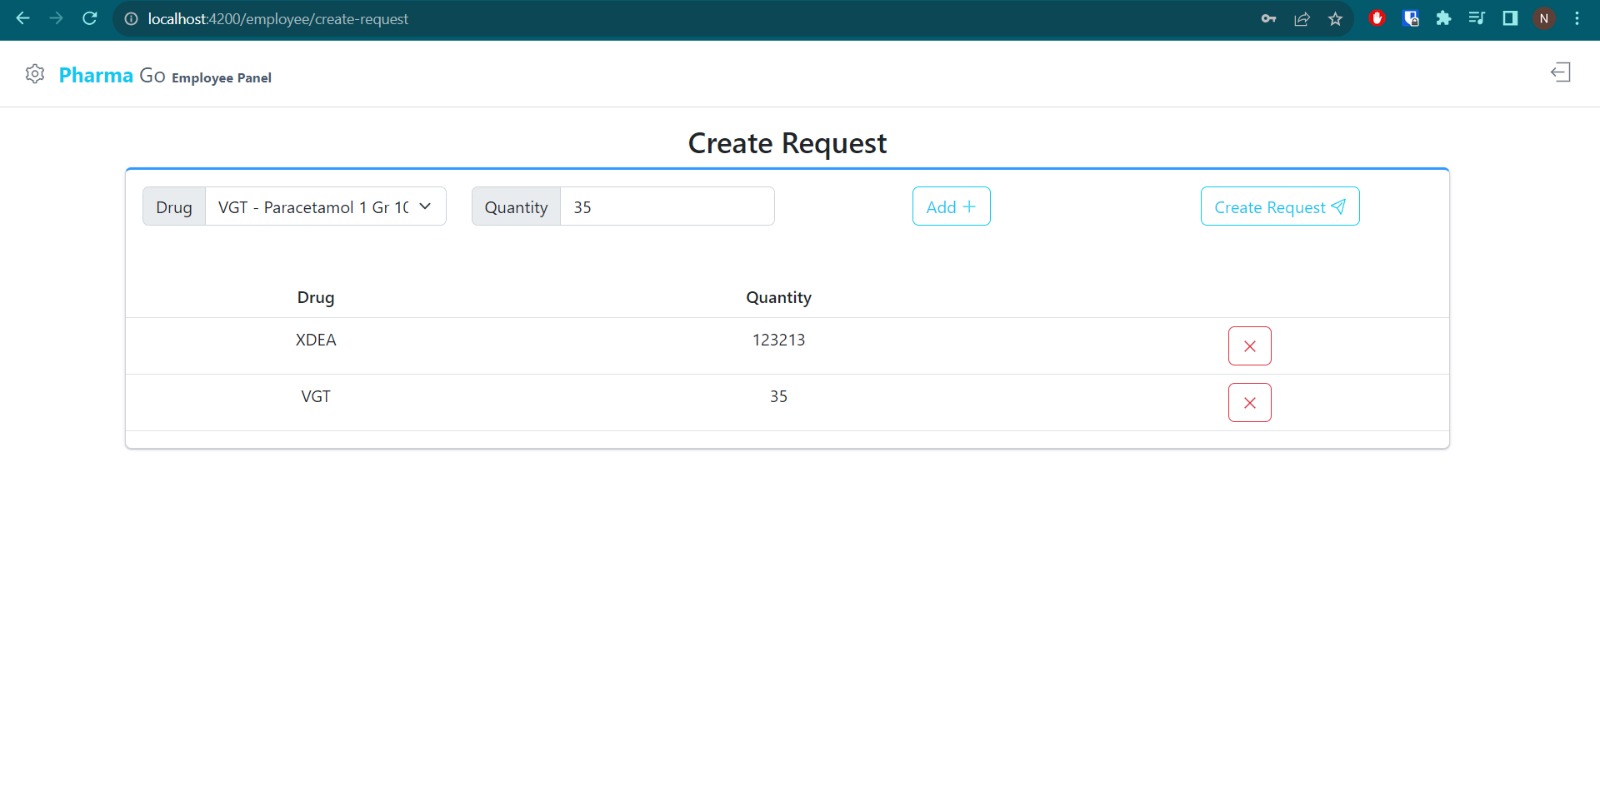 localhost:4200/employee/create-request
N
Pharma Go Employee Panel
Create Request
Drug VGT - Paracetamol 1 Gr 10 Quantity 35 Add + Create Request
Drug Quantity
XDEA 123213
VGT 35